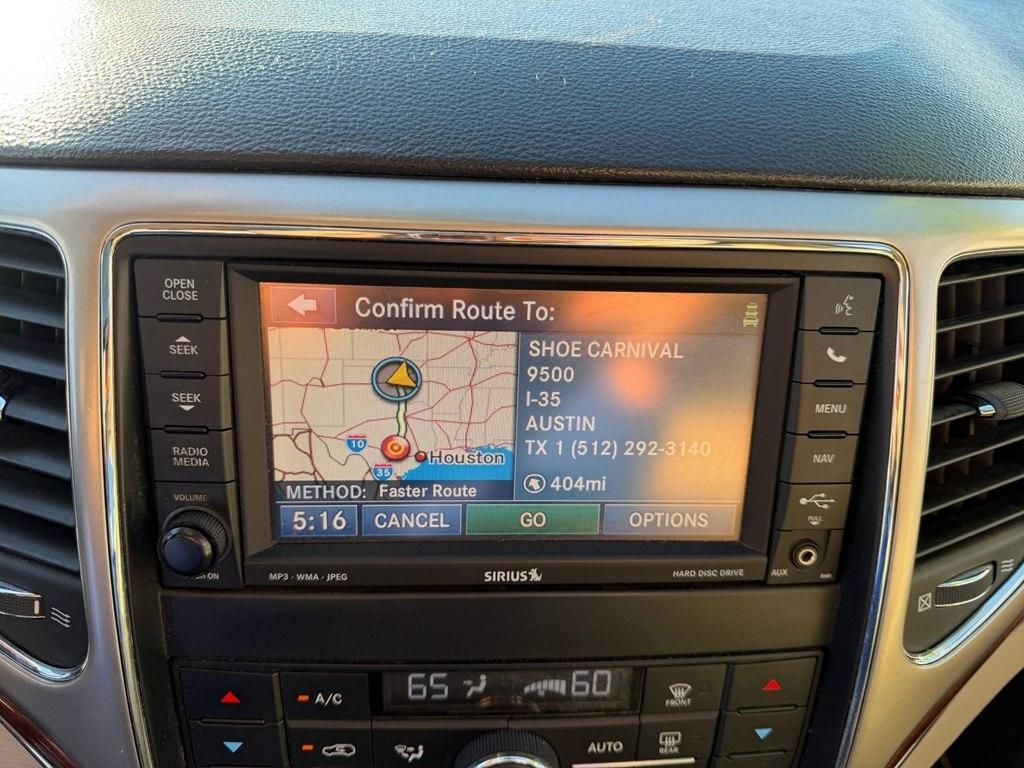 OPEN
CLOSE
SEEK
SEEK
RADIO
MEDIA
VOLUME
ON
Confirm Route To:
10
35
Houston
METHOD: Faster Route
SHOE CARNIVAL
9500
I-35
AUSTIN
TX 1 (512) 292-3140
404mi
5:16
CANCEL
GO
OPTIONS
MENU
NAV
PULL
AUX
MP3 · WMA · JPEG
SIRIUS
HARD DISC DRIVE
A/C
65
60
FRONT
AUTO
REAR